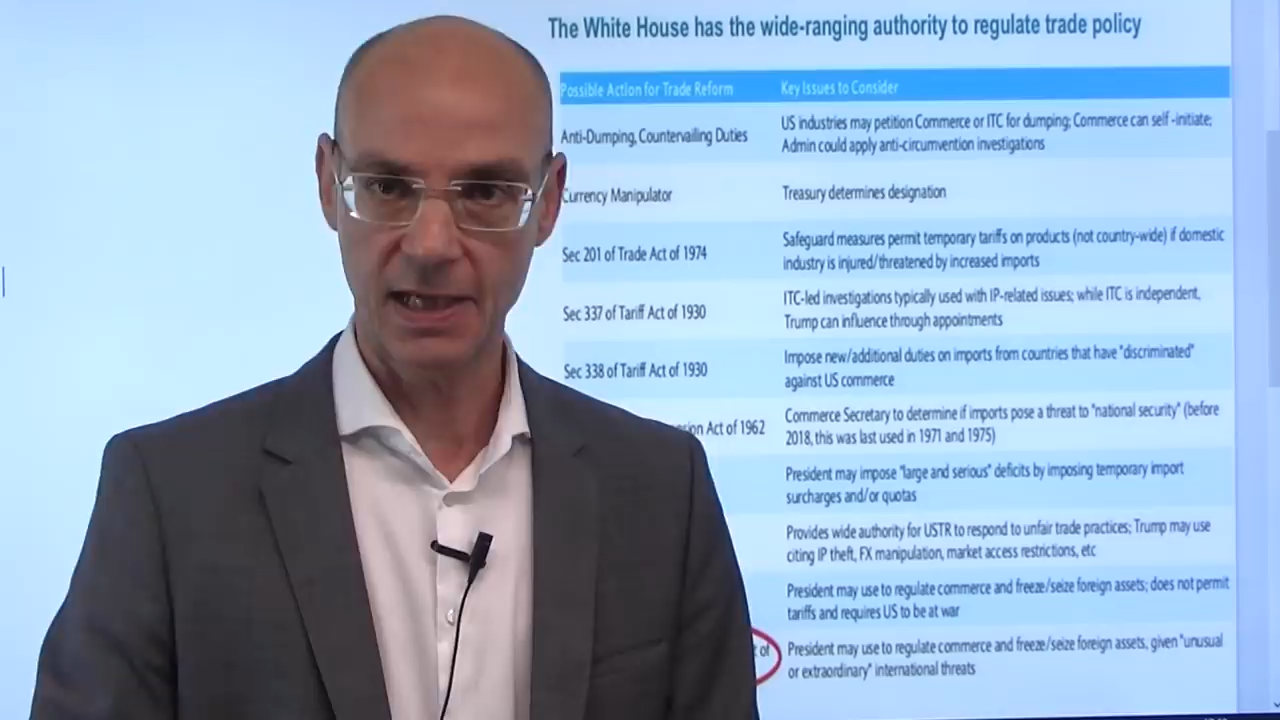 The White House has the wide-ranging authority to regulate trade policy
Possible Action for Trade Reform
Key Issues to Consider
Anti-Dumping, Countervailing Duties
US industries may petition Commerce or ITC for dumping; Commerce can self-initiate;
Admin could apply anti-circumvention investigations
Currency Manipulator
Treasury determines designation
Sec 201 of Trade Act of 1974
Safeguard measures permit temporary tariffs on products (not country-wide) if domestic
industry is injured/threatened by increased imports
Sec 337 of Tariff Act of 1930
ITC-led investigations typically used with IP-related issues; while ITC is independent,
Trump can influence through appointments
Sec 338 of Tariff Act of 1930
Impose new/additional duties on imports from countries that have "discriminated"
against US commerce
Act of 1962
Commerce Secretary to determine if imports pose a threat to "national security" (before
2018, this was last used in 1971 and 1975)
President may impose "large and serious" deficits by imposing temporary import
surcharges and/or quotas
Provides wide authority for USTR to respond to unfair trade practices; Trump may use
citing IP theft, FX manipulation, market access restrictions, etc
President may use to regulate commerce and freeze/seize foreign assets; does not permit
tariffs and requires US to be at war
of
President may use to regulate commerce and freeze/seize foreign assets, given "unusual
or extraordinary" international threats